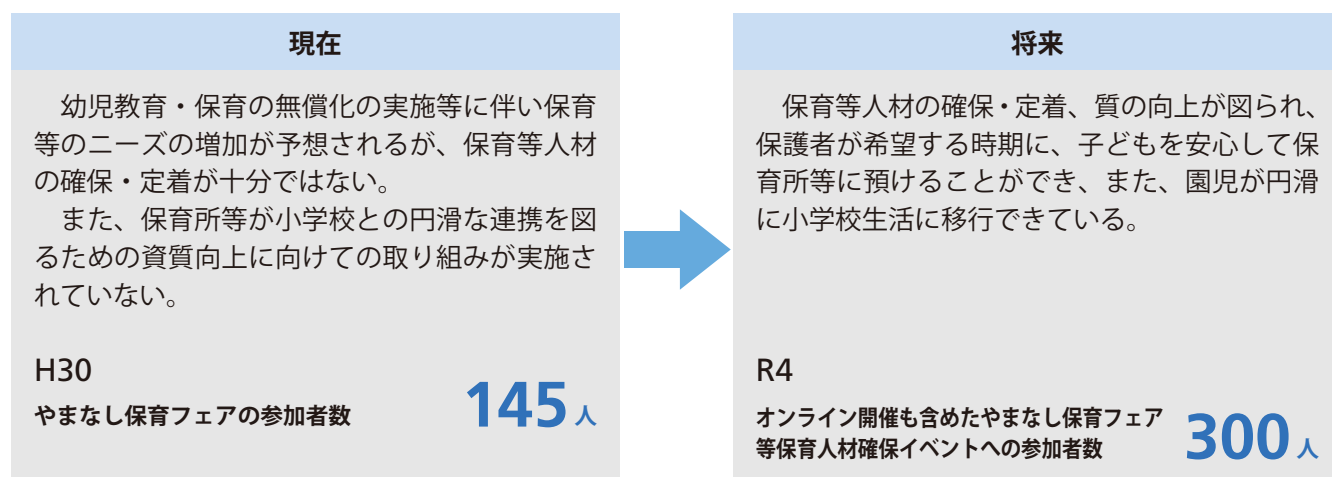 現在
　幼児教育・保育の無償化の実施等に伴い保育
等のニーズの増加が予想されるが、保育等人材
の確保・定着が十分ではない。
　また、保育所等が小学校との円滑な連携を図
るための資質向上に向けての取り組みが実施さ
れていない。
H30
やまなし保育フェアの参加者数
145人
将来
　保育等人材の確保・定着、質の向上が図られ、
保護者が希望する時期に、子どもを安心して保
育所等に預けることができ、また、園児が円滑
に小学校生活に移行できている。
R4
オンライン開催も含めたやまなし保育フェア
等保育人材確保イベントへの参加者数
300人